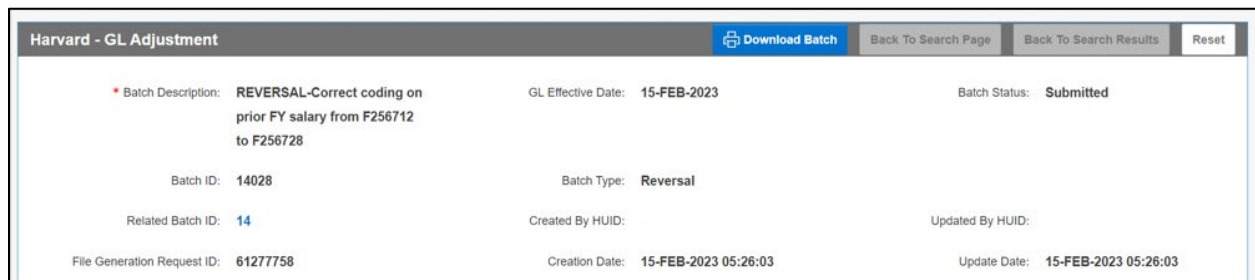 Harvard - GL Adjustment Download Batch Back To Search Page Back To Search Results Reset
* Batch Description: REVERSAL-Correct coding on GL Effective Date: 15-FEB-2023 Batch Status: Submitted
prior FY salary from F256712
to F256728
Batch ID: 14028 Batch Type: Reversal
Related Batch ID: 14 Created By HUID: Updated By HUID:
File Generation Request ID: 61277758 Creation Date: 15-FEB-2023 05:26:03 Update Date: 15-FEB-2023 05:26:03